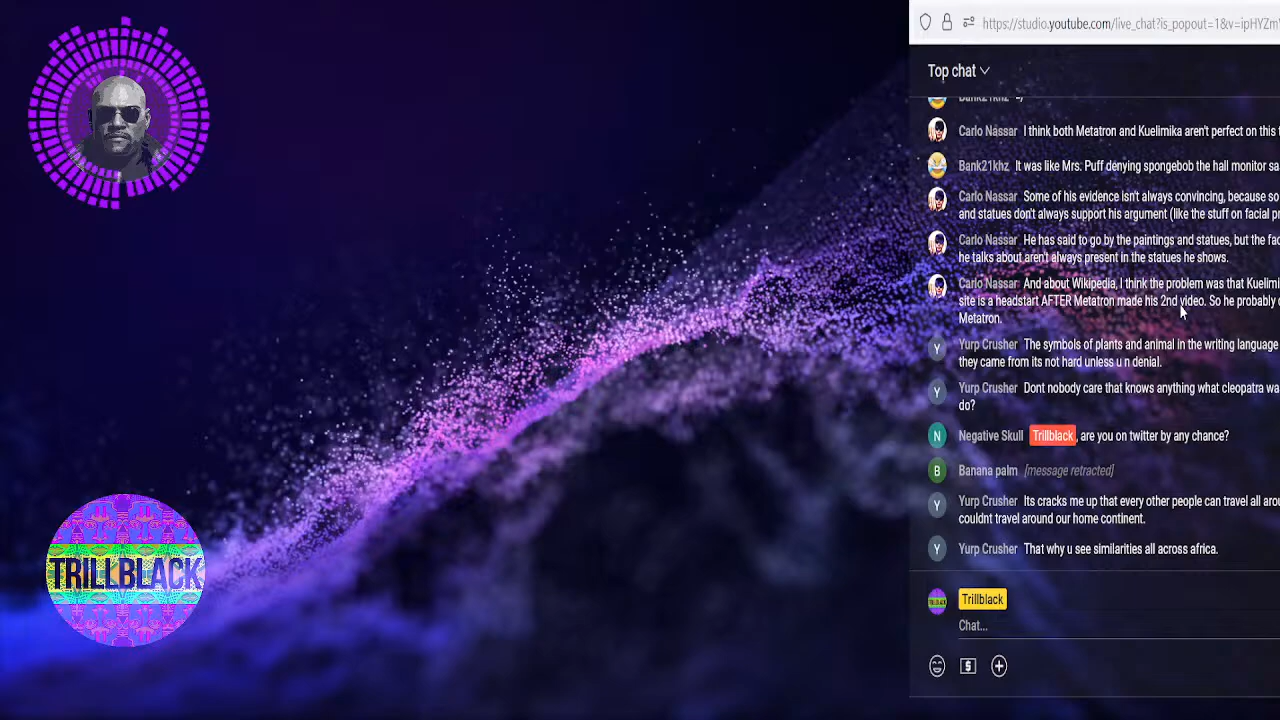 https://studio.youtube.com/live_chat?is_popout=1&v=ipHYZm
Top chat
Bank21khz
Carlo Nassar I think both Metatron and Kuelimika aren't perfect on this
Bank21khz It was like Mrs. Puff denying spongebob the hall monitor sa
Carlo Nassar Some of his evidence isn't always convincing, because so
and statues don't always support his argument (like the stuff on facial p
Carlo Nassar He has said to go by the paintings and statues, but the fac
he talks about aren't always present in the statues he shows.
Carlo Nassar And about Wikipedia, I think the problem was that Kuelimi
site is a headstart AFTER Metatron made his 2nd video. So he probably
Metatron.
Y Yurp Crusher The symbols of plants and animal in the writing language
they came from its not hard unless u n denial.
Y Yurp Crusher Dont nobody care that knows anything what cleopatra wa
do?
N Negative Skull Trillblack, are you on twitter by any chance?
B Banana palm [message retracted]
Y Yurp Crusher Its cracks me up that every other people can travel all arou
couldnt travel around our home continent.
Y Yurp Crusher That why u see similarities all across africa.
TRILLBLACK
Trillblack
Chat...